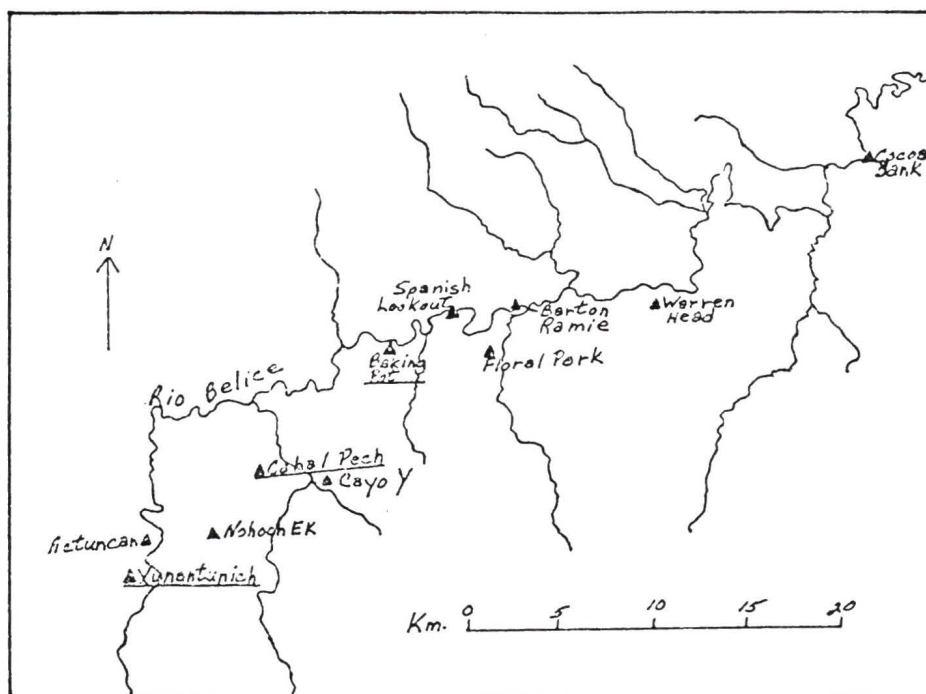 Cocos
Bank
N
Spanish
Lookout
Barton
Ramie
Warren
Head
Baking
Pot
Floral Park
Rio Belice
Cahal Pech
Cayo Y
Actuncan
Nohoch EK
Xunantunich
Km.
0
5
10
15
20